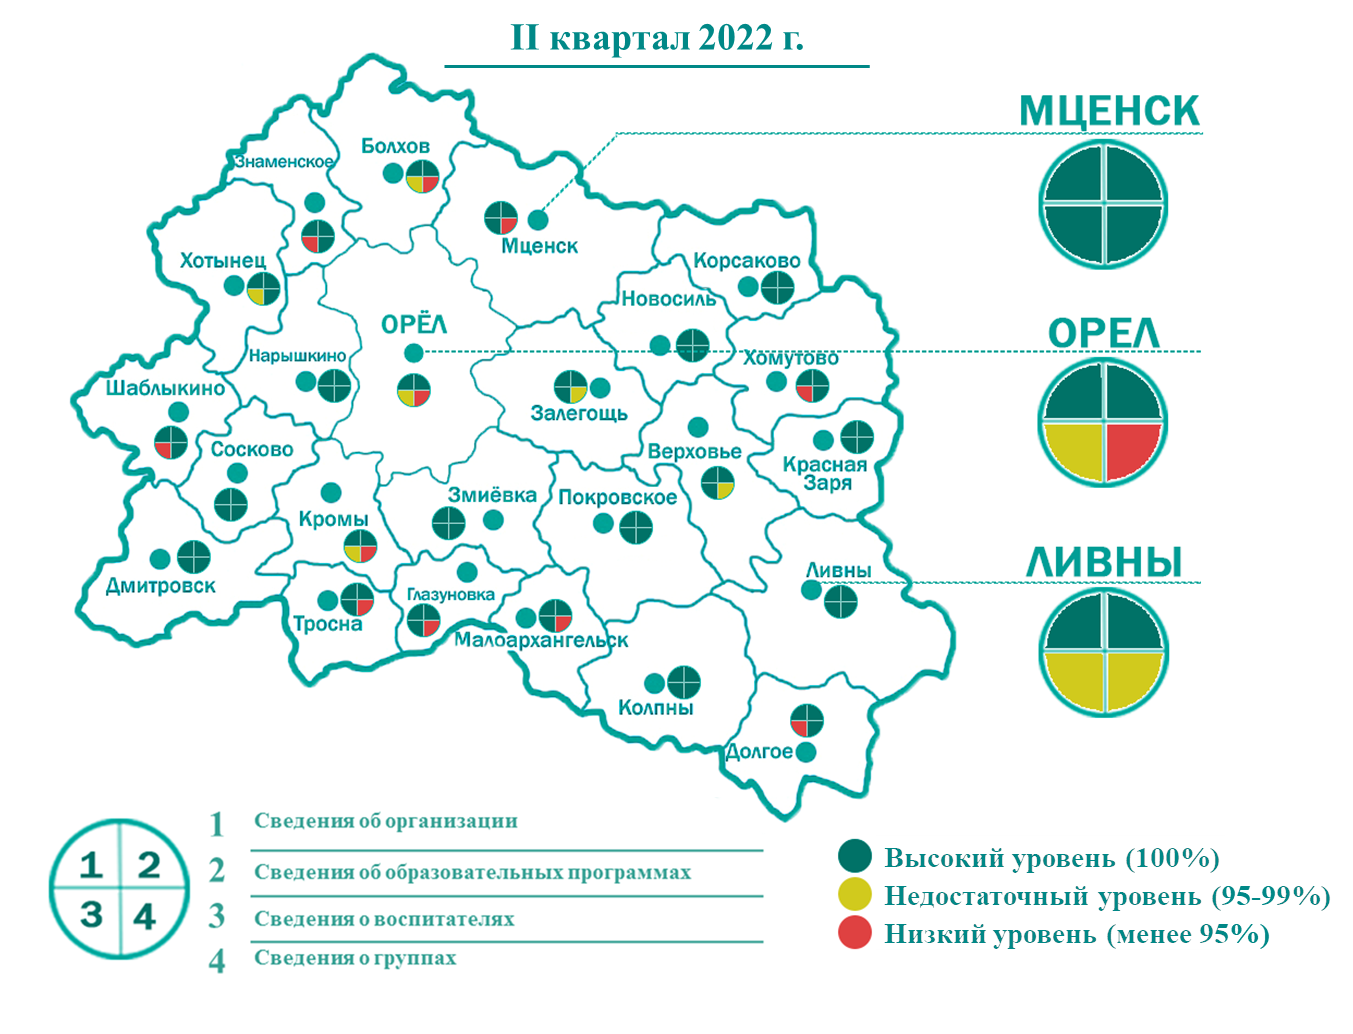 II квартал 2022 г.
МЦЕНСК
Болхов
Знаменское
Мценск
Хотынец
Корсаково
Новосиль
ОРЁЛ
ОРЕЛ
Нарышкино
Хомутово
Шаблыкино
Залегощь
Сосково
Верховье
Красная
Заря
Змиёвка
Покровское
Кромы
ЛИВНЫ
Ливны
Дмитровск
Глазуновка
Тросна
Малоархангельск
Колпны
Долгое
1 Сведения об организации
2 Сведения об образовательных программах
3 Сведения о воспитателях
4 Сведения о группах
1 2
3 4
Высокий уровень (100%)
Недостаточный уровень (95-99%)
Низкий уровень (менее 95%)